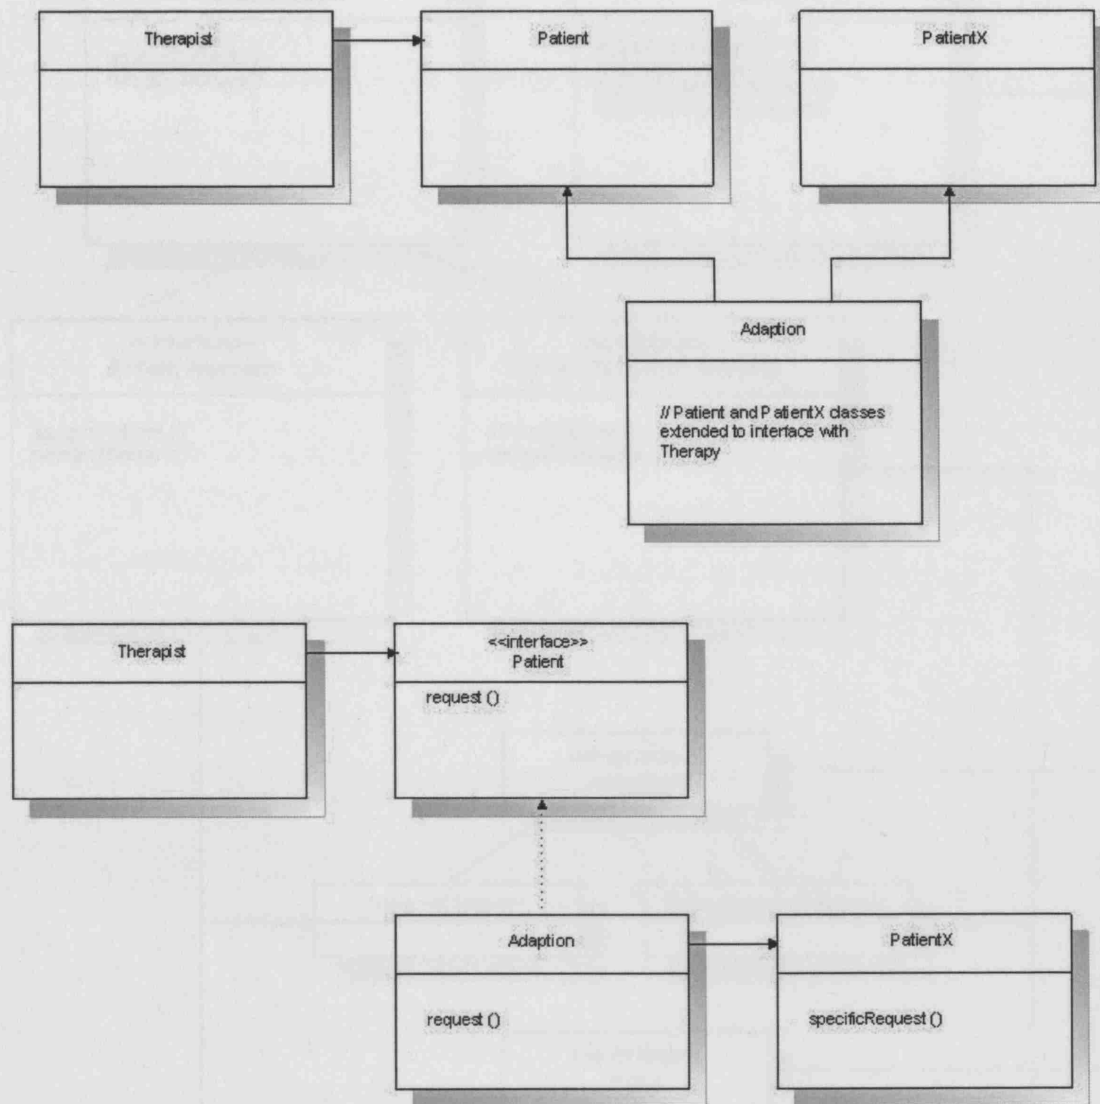 Therapist
Patient
PatientX
Adaption
// Patient and PatientX classes
extended to interface with
Therapy
Therapist
<<interface>>
Patient
request ()
Adaption
PatientX
request ()
specificRequest ()